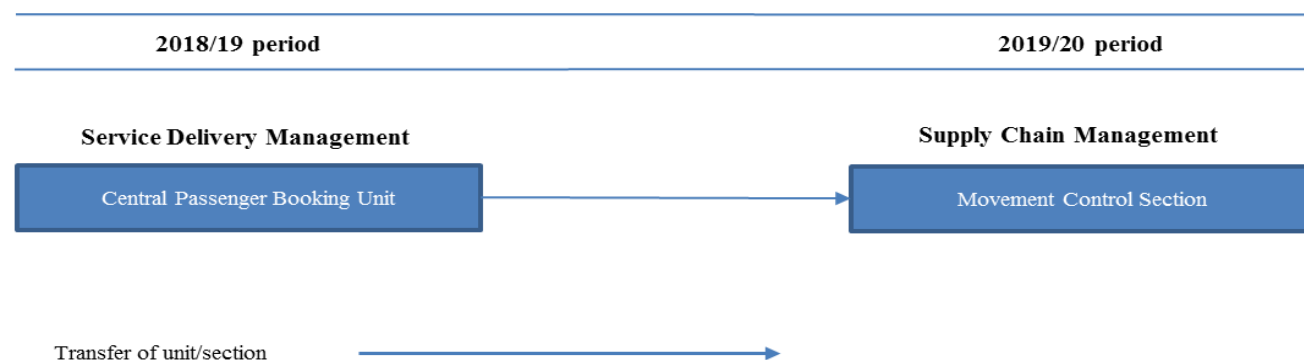 2018/19 period
2019/20 period
Service Delivery Management
Supply Chain Management
Central Passenger Booking Unit
Movement Control Section
Transfer of unit/section